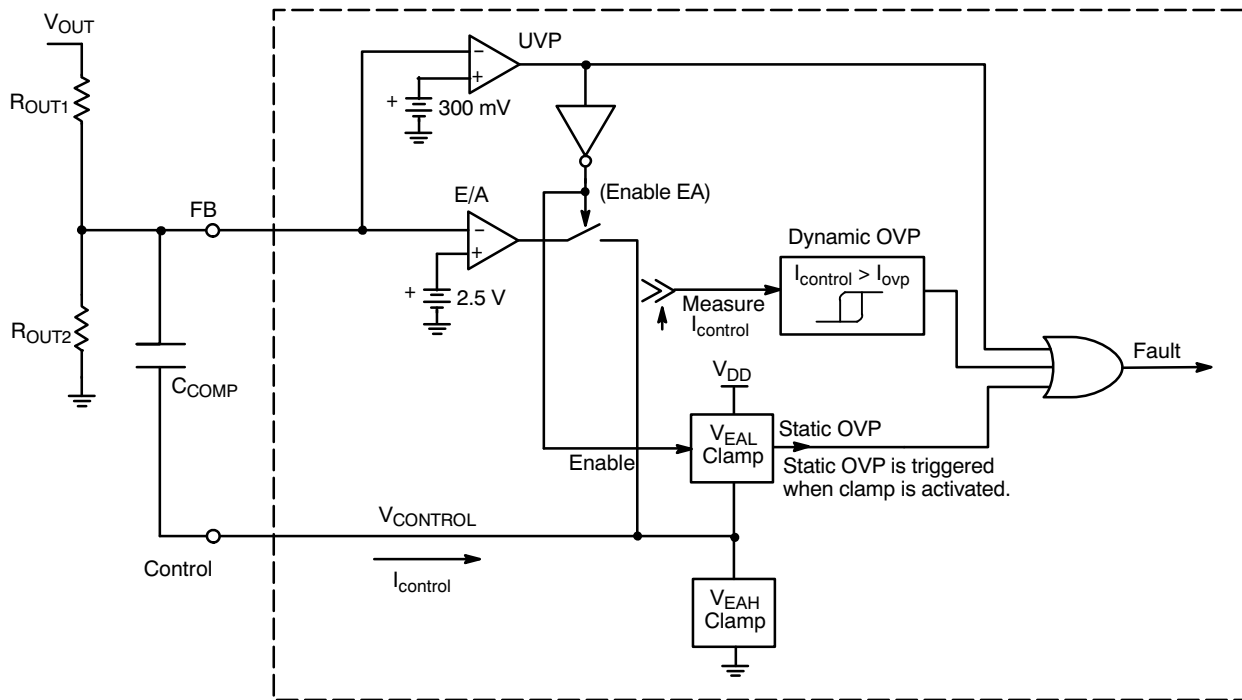 VOUT
ROUT1
ROUT2
FB
CCOMP
Control
UVP
−
+
+
300 mV
(Enable EA)
E/A
−
+
+
2.5 V
Dynamic OVP
Icontrol > Iovp
Measure
Icontrol
Fault
VDD
VEAL
Clamp
Enable
Static OVP
Static OVP is triggered
when clamp is activated.
VCONTROL
Icontrol
VEAH
Clamp